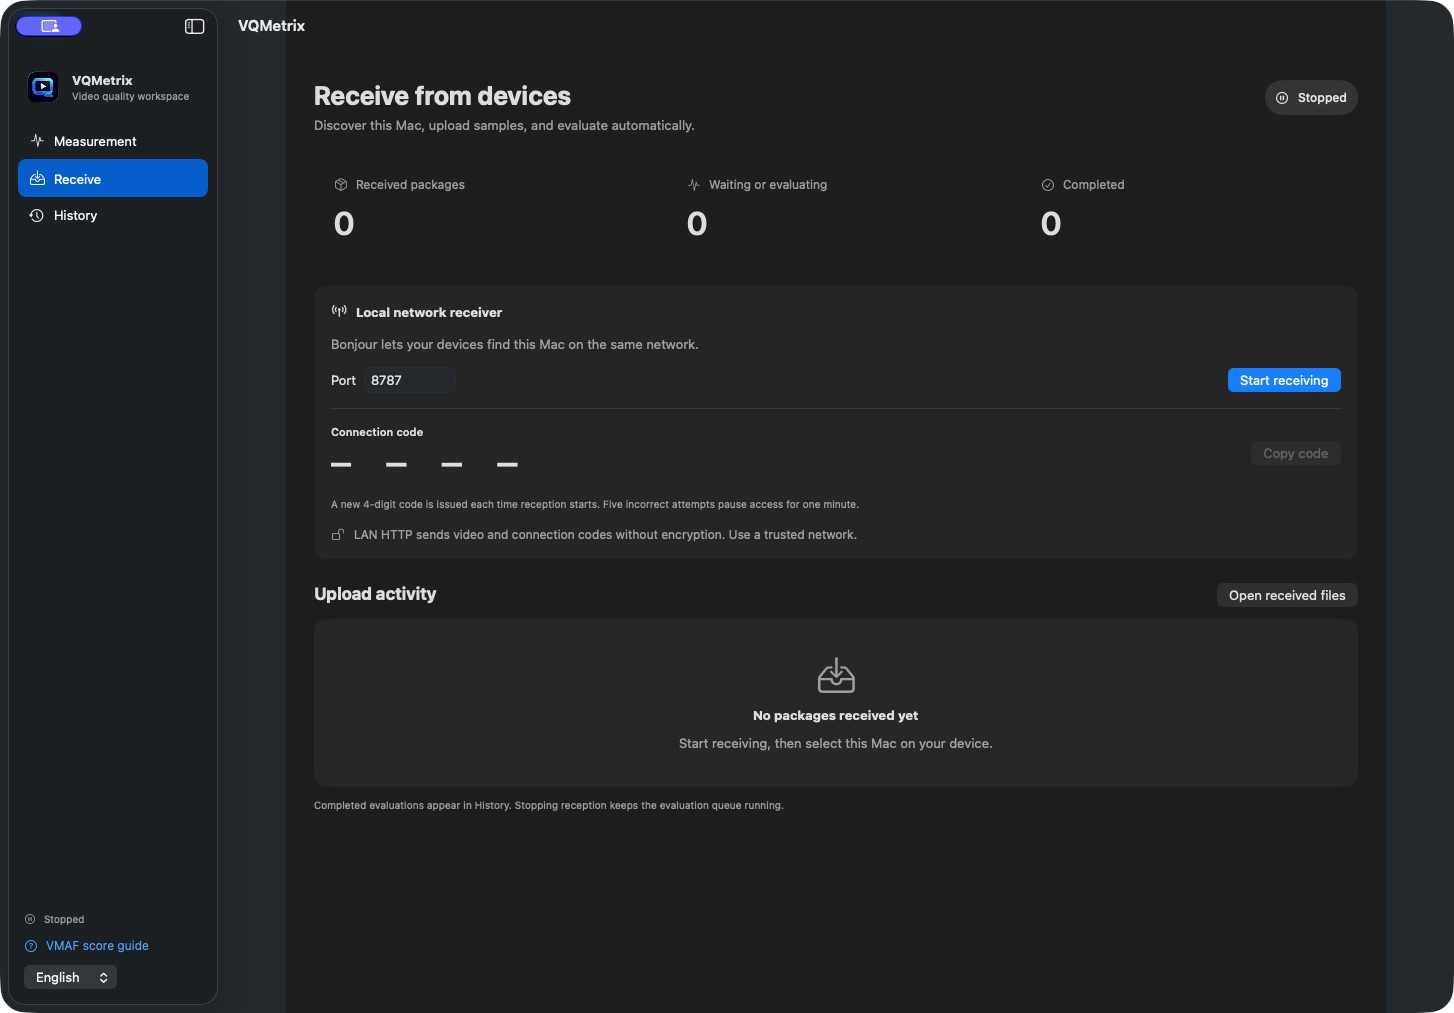 VQMetrix
VQMetrix
Video quality workspace
Measurement
Receive
History
Stopped
VMAF score guide
English
Receive from devices
Stopped
Discover this Mac, upload samples, and evaluate automatically.
Received packages
Waiting or evaluating
Completed
0
0
0
Local network receiver
Bonjour lets your devices find this Mac on the same network.
Port
8787
Start receiving
Connection code
— — — —
Copy code
A new 4-digit code is issued each time reception starts. Five incorrect attempts pause access for one minute.
LAN HTTP sends video and connection codes without encryption. Use a trusted network.
Upload activity
Open received files
No packages received yet
Start receiving, then select this Mac on your device.
Completed evaluations appear in History. Stopping reception keeps the evaluation queue running.